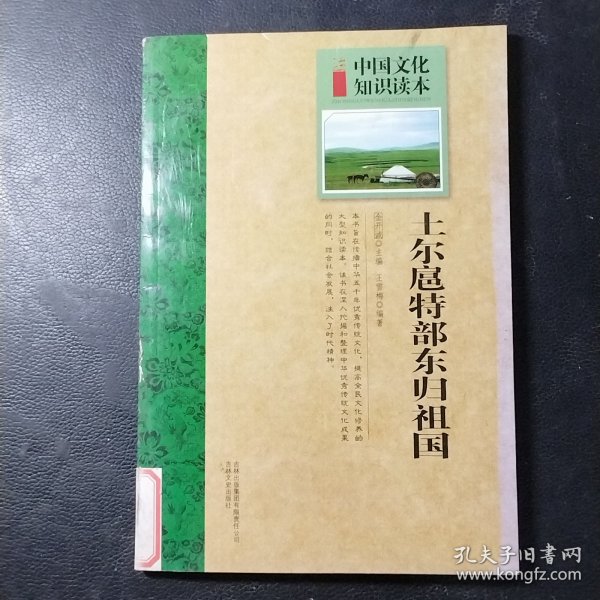 中国文化
知识读本
土尔扈特部东归祖国
金开诚◎主编 王雪梅◎编著
本书旨在传播中华五千年优秀传统文化，提高全民文化修养的
大型知识读本。该书在深入挖掘和整理中华优秀传统文化成果
的同时，结合社会发展，注入了时代精神。
吉林出版集团有限责任公司
吉林文史出版社
孔夫子旧书网
www.kongfz.com